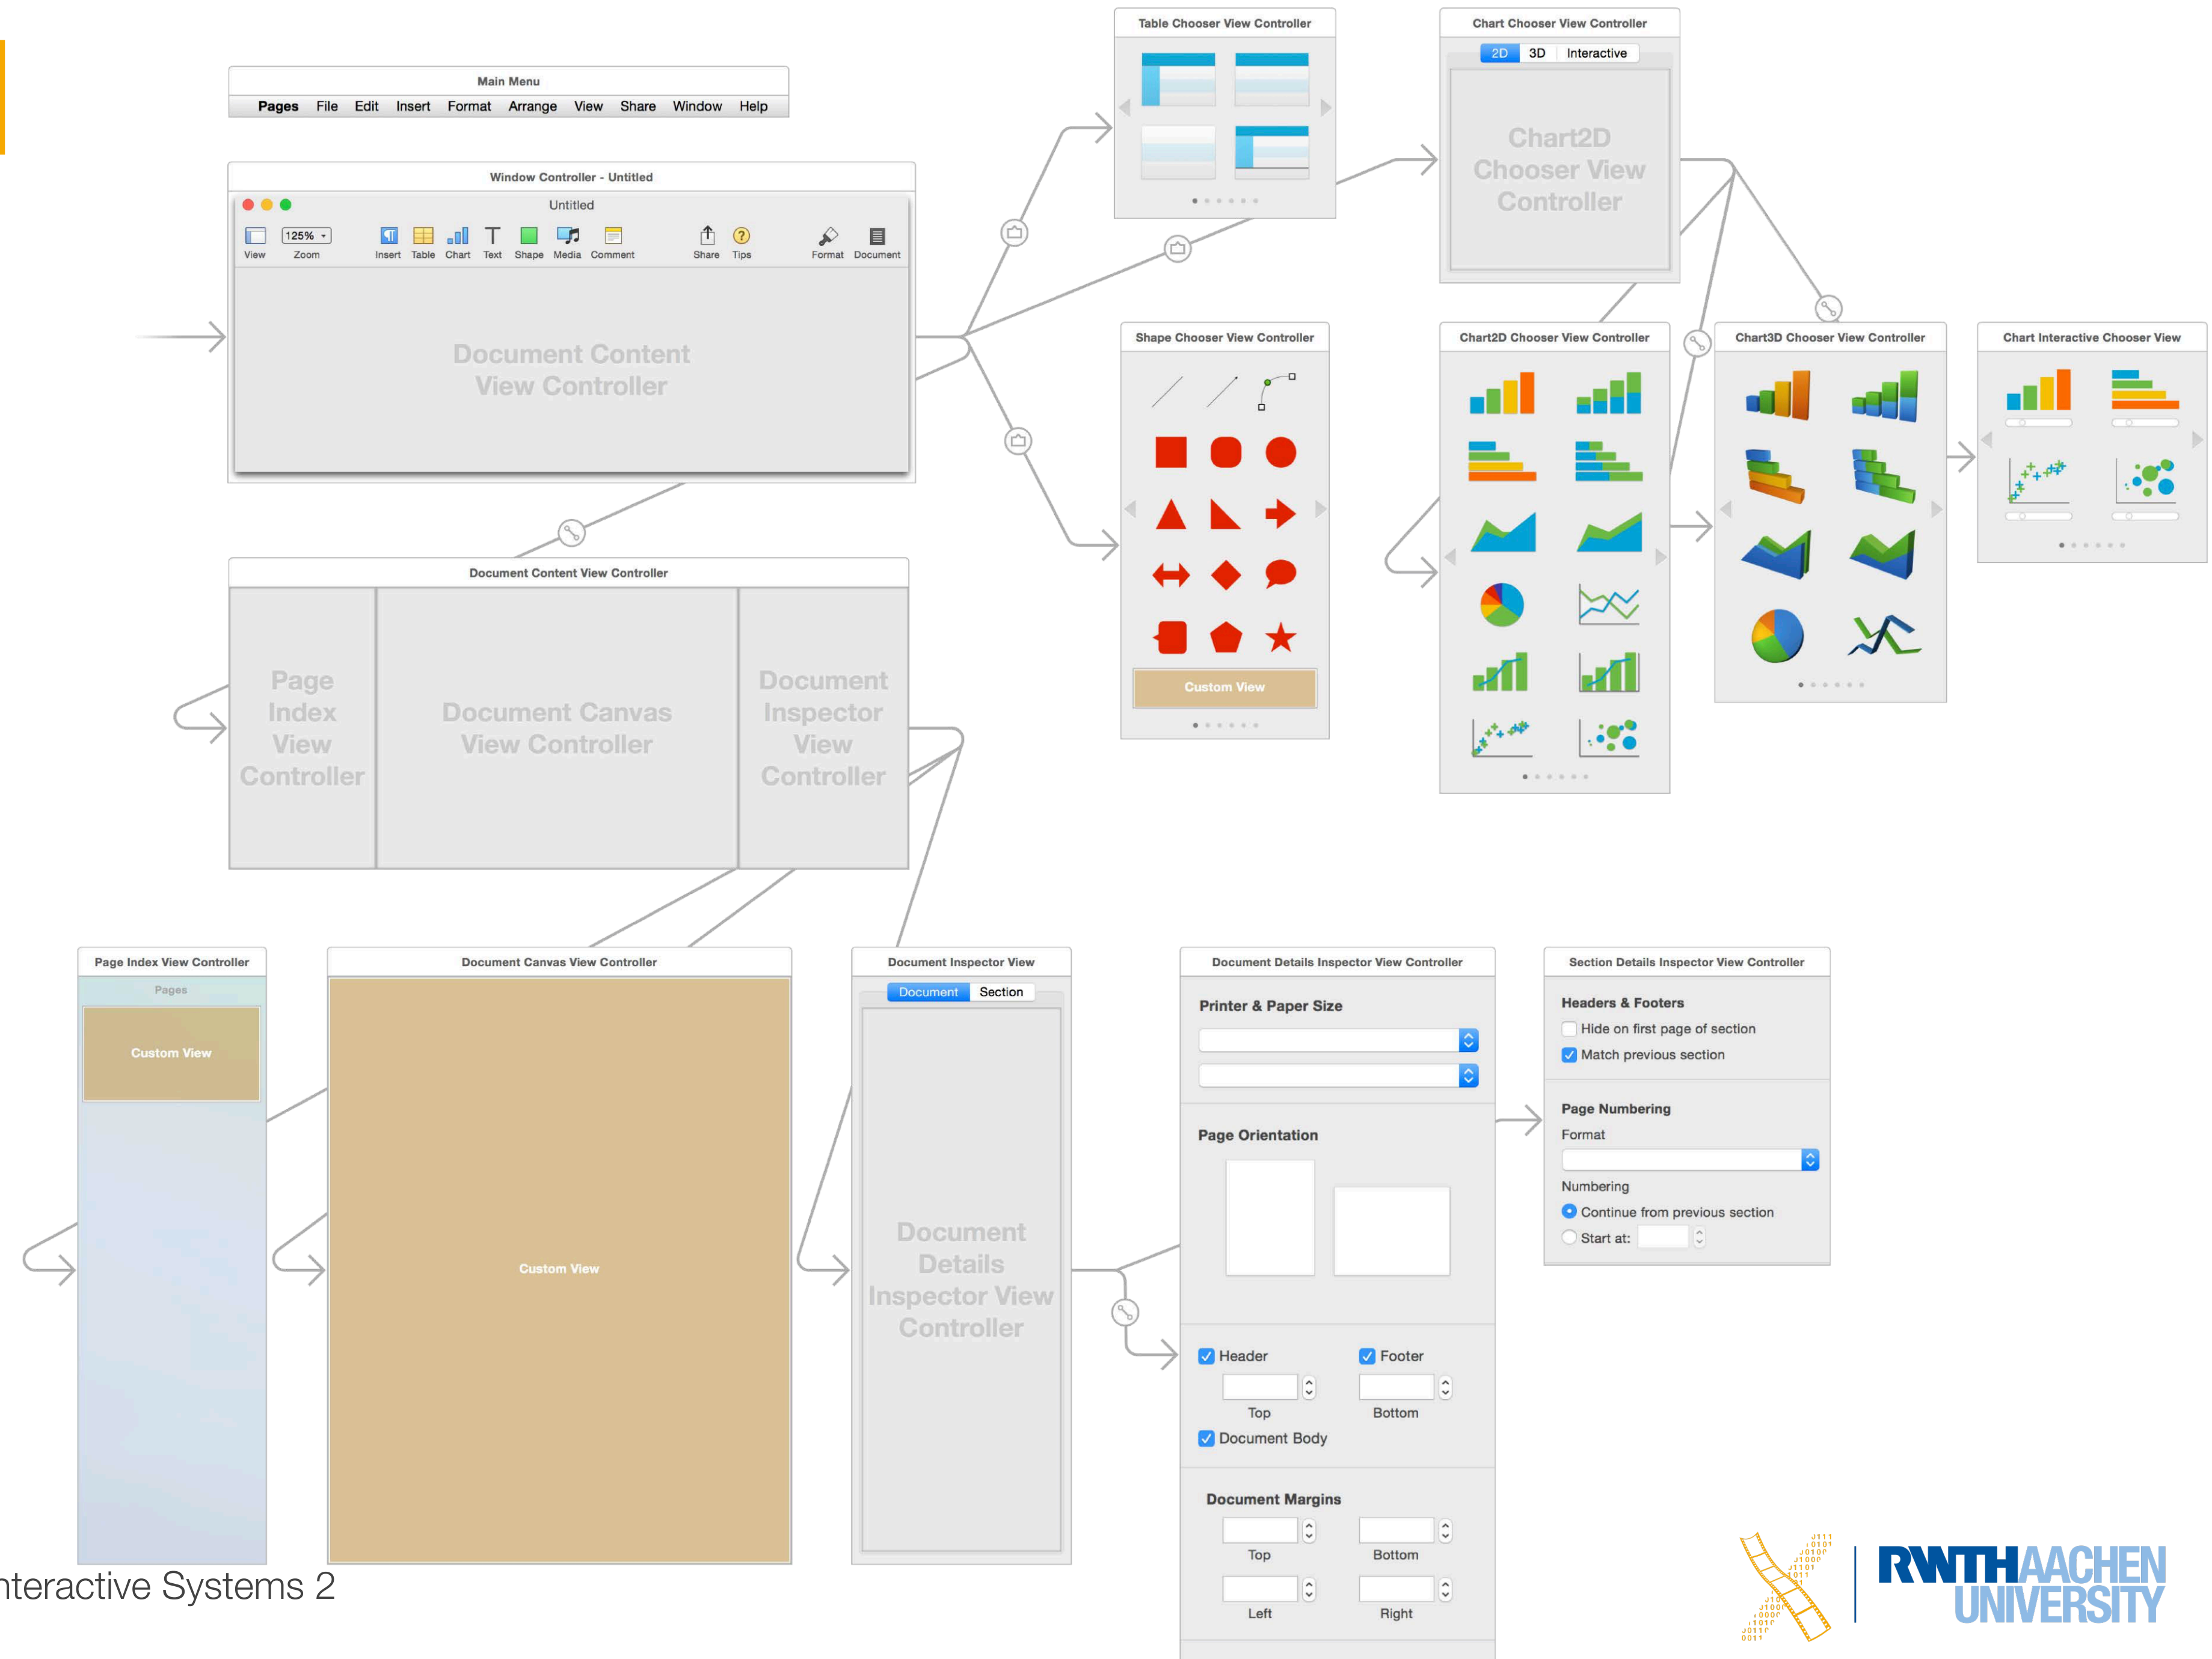 Main Menu
Pages File Edit Insert Format Arrange View Share Window Help
Window Controller - Untitled
Untitled
125%
View Zoom Insert Table Chart Text Shape Media Comment Share Tips Format Document
Document Content
View Controller
Table Chooser View Controller
Chart Chooser View Controller
2D 3D Interactive
Chart2D
Chooser View
Controller
Shape Chooser View Controller
Custom View
Chart2D Chooser View Controller
Chart3D Chooser View Controller
Chart Interactive Chooser View
Document Content View Controller
Page
Index
View
Controller
Document Canvas
View Controller
Document
Inspector
View
Controller
Page Index View Controller
Pages
Custom View
Document Canvas View Controller
Custom View
Document Inspector View
Document Section
Document
Details
Inspector View
Controller
Document Details Inspector View Controller
Printer & Paper Size
Page Orientation
Header Footer
Top Bottom
Document Body
Document Margins
Top Bottom
Left Right
Section Details Inspector View Controller
Headers & Footers
Hide on first page of section
Match previous section
Page Numbering
Format
Numbering
Continue from previous section
Start at:
nteractive Systems 2
RWTHAACHEN
UNIVERSITY